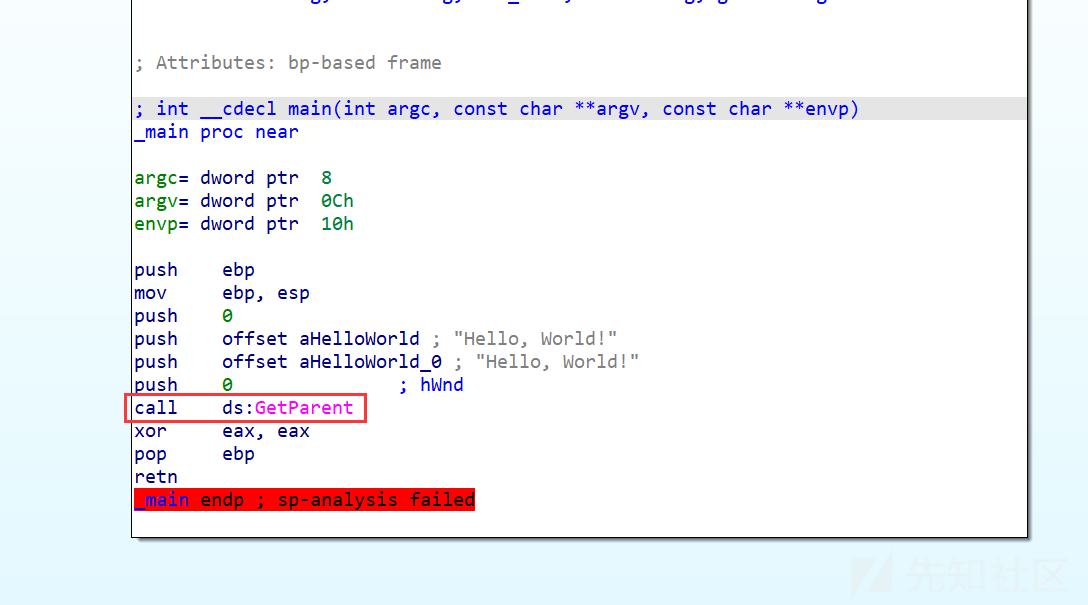 ; Attributes: bp-based frame
; int __cdecl main(int argc, const char **argv, const char **envp)
_main proc near
argc= dword ptr  8
argv= dword ptr  0Ch
envp= dword ptr  10h
push    ebp
mov     ebp, esp
push    0
push    offset aHelloWorld ; "Hello, World!"
push    offset aHelloWorld_0 ; "Hello, World!"
push    0               ; hWnd
call    ds:GetParent
xor     eax, eax
pop     ebp
retn
_main endp ; sp-analysis failed
先知社区